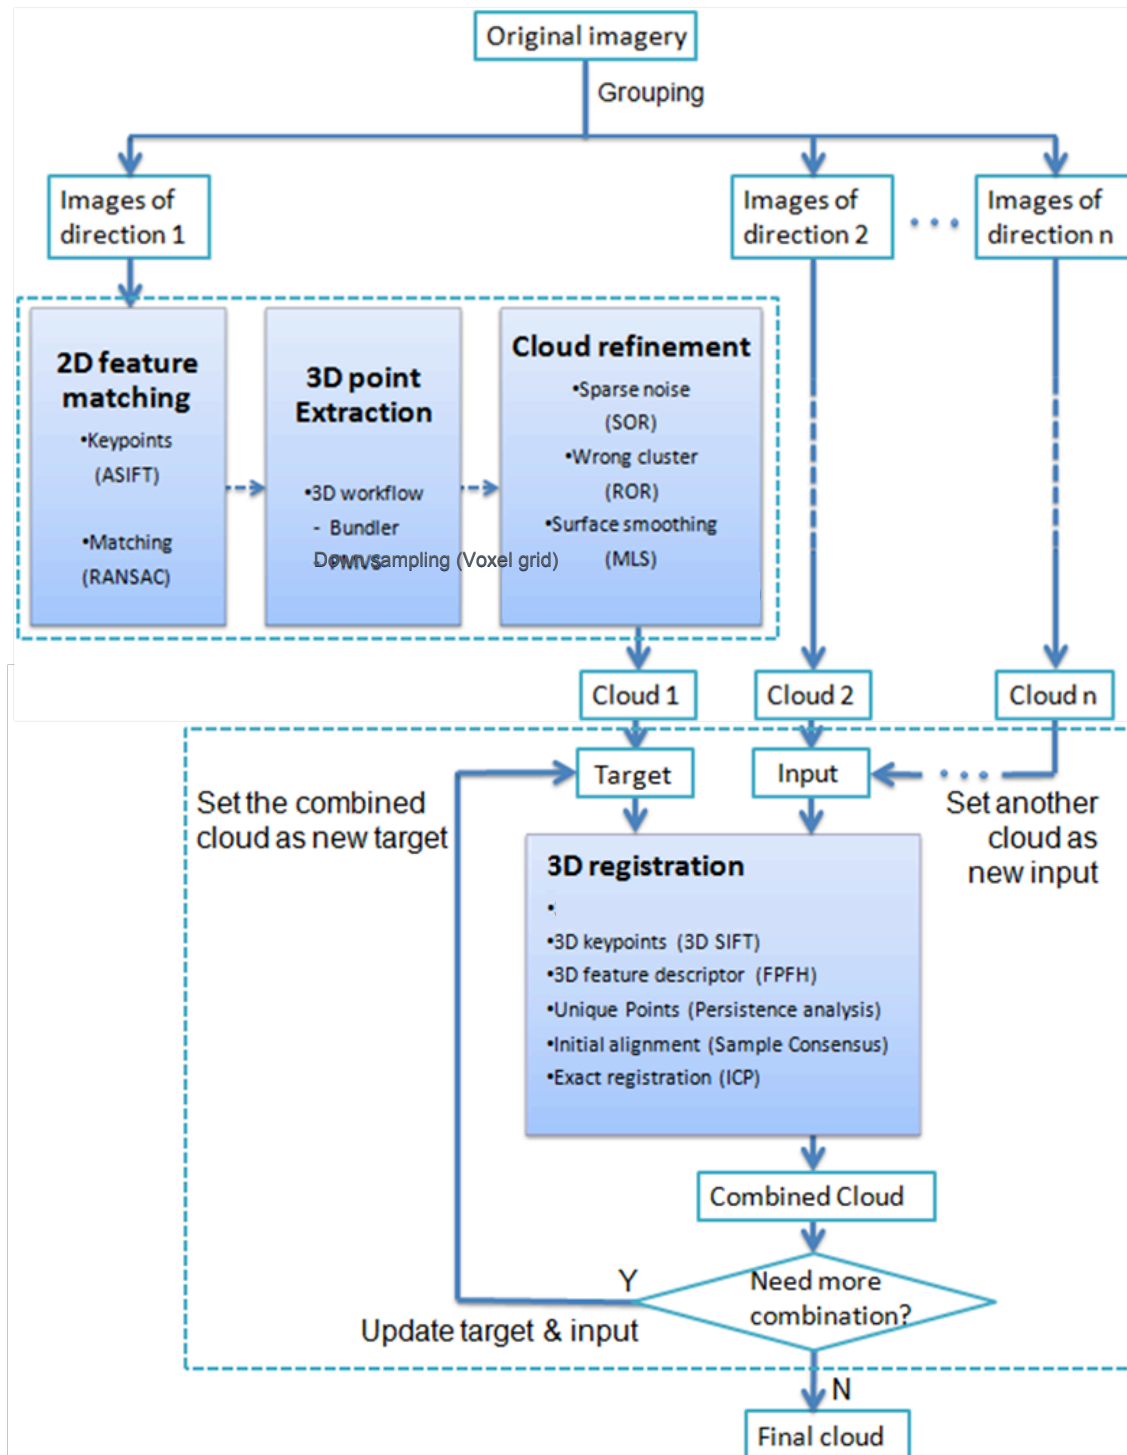 Original imagery
Grouping
Images of
direction 1
Images of
direction 2
Images of
direction n
2D feature
matching
•Keypoints
(ASIFT)
•Matching
(RANSAC)
3D point
Extraction
•3D workflow
- Bundler
- PMVS
Down sampling (Voxel grid)
Cloud refinement
•Sparse noise
(SOR)
•Wrong cluster
(ROR)
•Surface smoothing
(MLS)
Cloud 1
Cloud 2
Cloud n
Target
Input
Set the combined
cloud as new target
Set another
cloud as
new input
3D registration
•
•3D keypoints (3D SIFT)
•3D feature descriptor (FPFH)
•Unique Points (Persistence analysis)
•Initial alignment (Sample Consensus)
•Exact registration (ICP)
Combined Cloud
Y
Need more
combination?
Update target & input
N
Final cloud